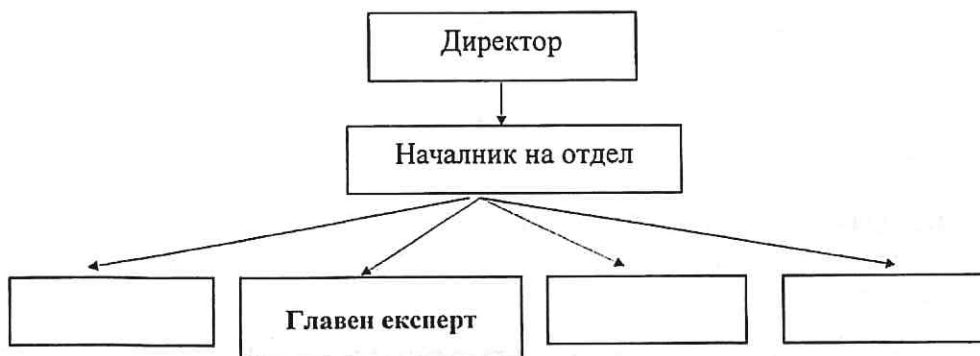 Директор
Началник на отдел
Главен експерт